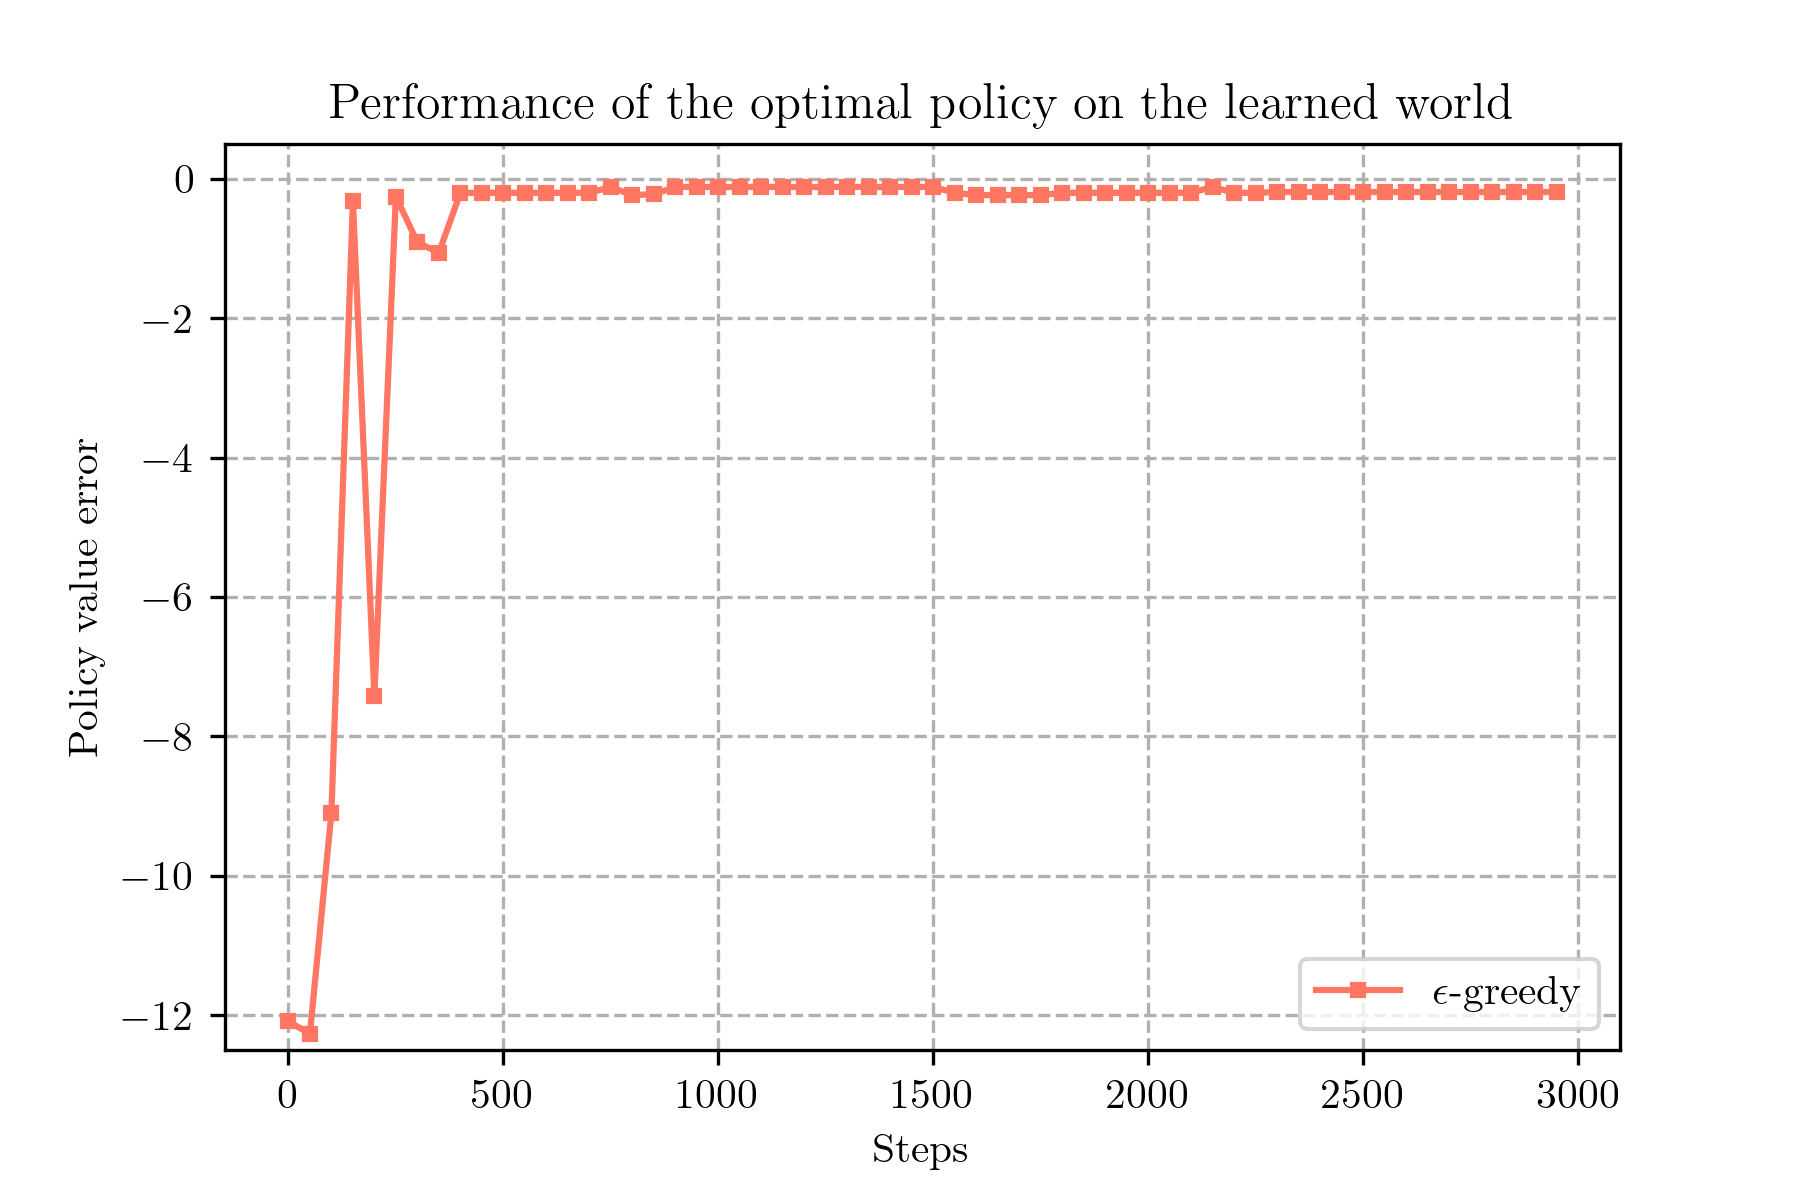 Performance of the optimal policy on the learned world
Policy value error
0
−2
−4
−6
−8
−10
−12
ϵ-greedy
0 500 1000 1500 2000 2500 3000
Steps